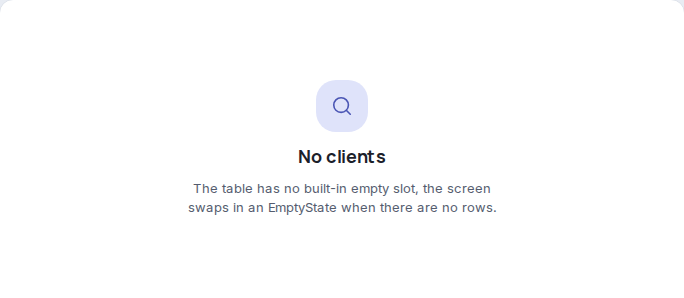 No clients
The table has no built-in empty slot, the screen
swaps in an EmptyState when there are no rows.